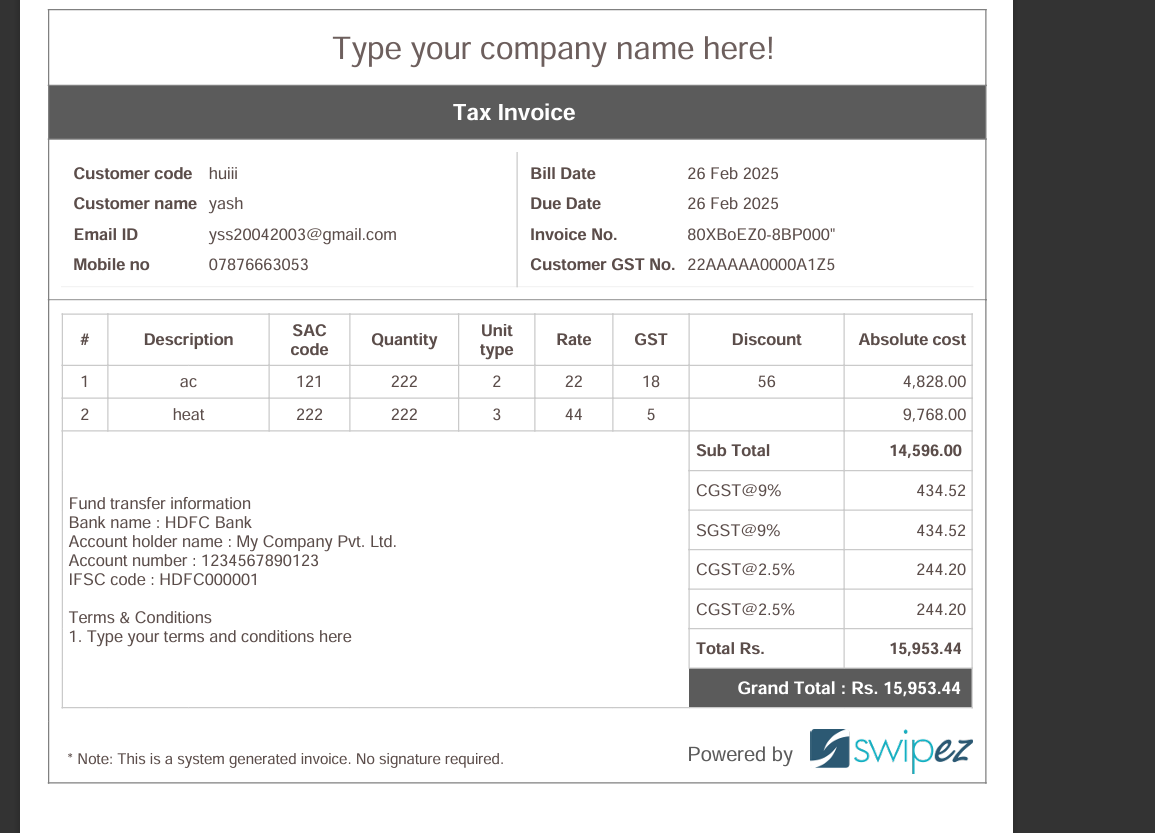 Type your company name here!
Tax Invoice
Customer code huiii
Customer name yash
Email ID yss20042003@gmail.com
Mobile no 07876663053
Bill Date 26 Feb 2025
Due Date 26 Feb 2025
Invoice No. 80XBoEZ0-8BP000"
Customer GST No. 22AAAAA0000A1Z5
# Description SAC code Quantity Unit type Rate GST Discount Absolute cost
1 ac 121 222 2 22 18 56 4,828.00
2 heat 222 222 3 44 5 9,768.00
Fund transfer information
Bank name : HDFC Bank
Account holder name : My Company Pvt. Ltd.
Account number : 1234567890123
IFSC code : HDFC000001
Terms & Conditions
1. Type your terms and conditions here
Sub Total 14,596.00
CGST@9% 434.52
SGST@9% 434.52
CGST@2.5% 244.20
CGST@2.5% 244.20
Total Rs. 15,953.44
Grand Total : Rs. 15,953.44
* Note: This is a system generated invoice. No signature required.
Powered by swipez